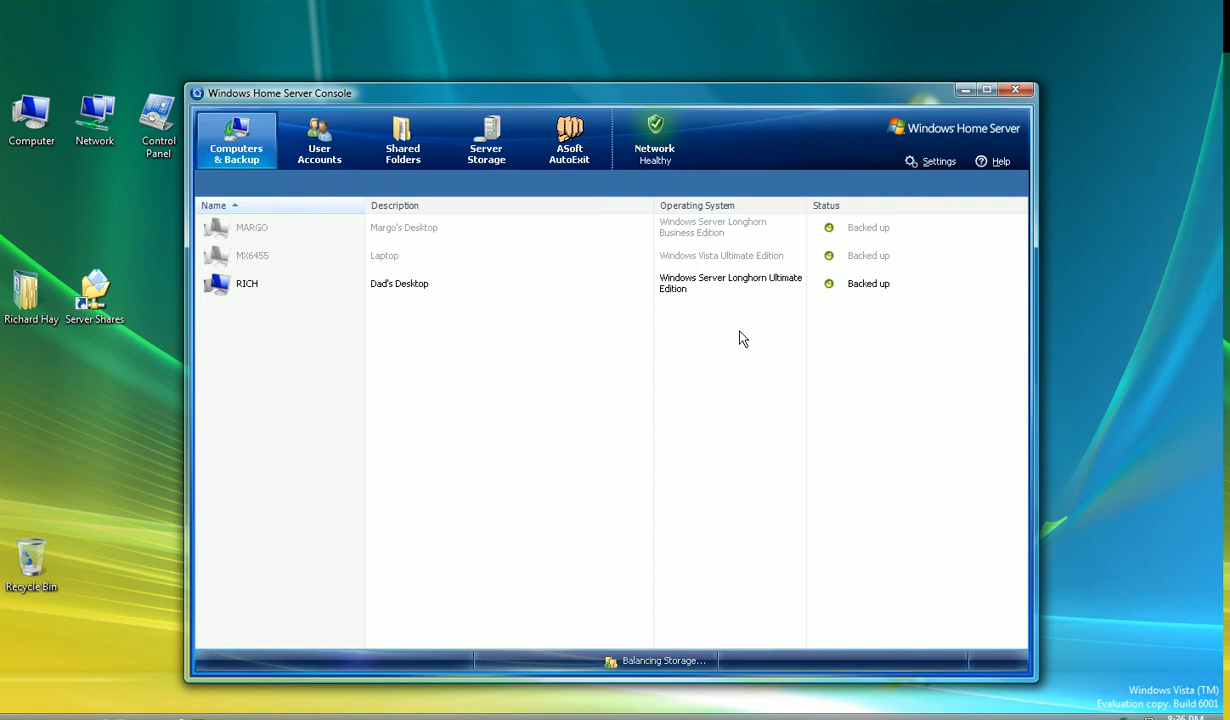 Computer
Network
Control
Panel
Richard Hay
Server Shares
Recycle Bin
Windows Home Server Console
Computers
& Backup
User
Accounts
Shared
Folders
Server
Storage
ASoft
AutoExit
Network
Healthy
Windows Home Server
Settings
Help
Name
Description
Operating System
Status
MARGO
Margo's Desktop
Windows Server Longhorn
Business Edition
Backed up
MX6455
Laptop
Windows Vista Ultimate Edition
Backed up
RICH
Dad's Desktop
Windows Server Longhorn Ultimate
Edition
Backed up
Balancing Storage...
Windows Vista (TM)
Evaluation copy. Build 6001
8:36 PM